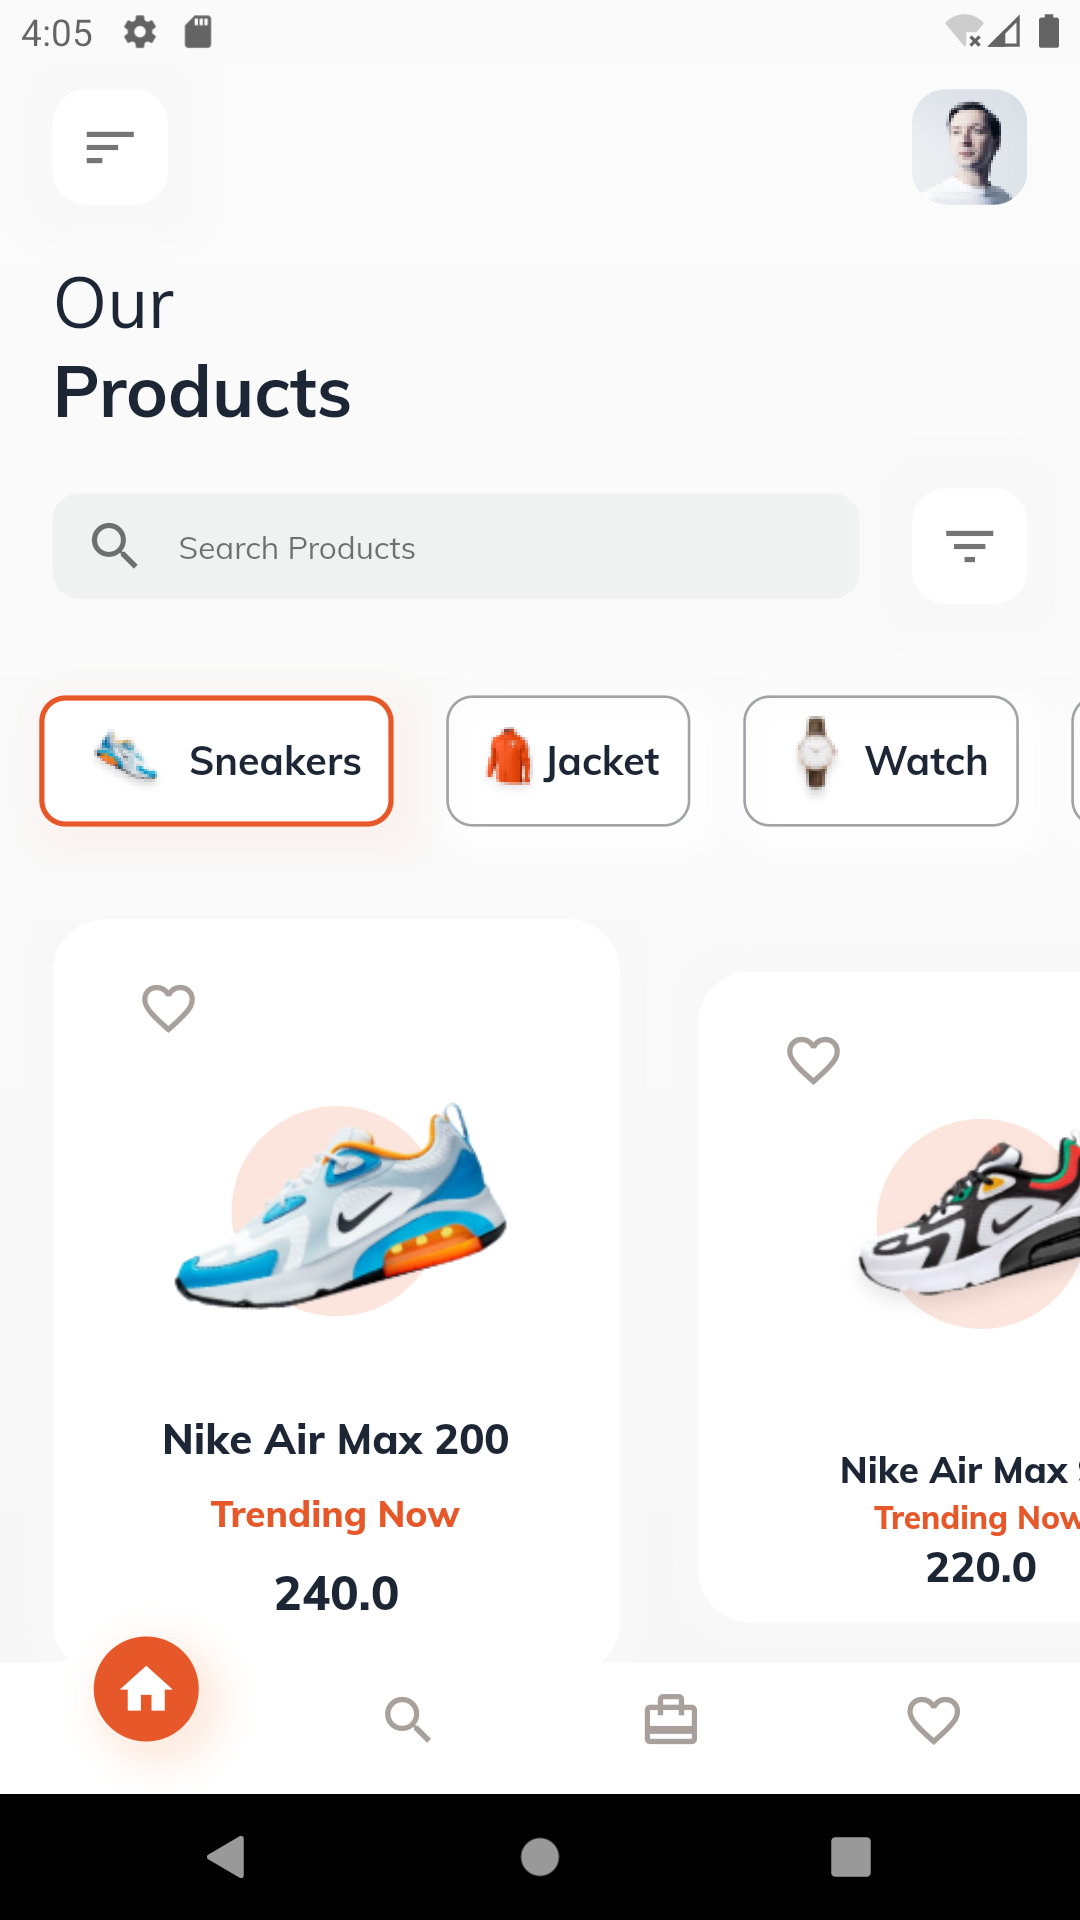 4:05
Our
Products
Search Products
Sneakers
Jacket
Watch
Nike Air Max 200
Trending Now
240.0
Nike Air Max
Trending Now
220.0